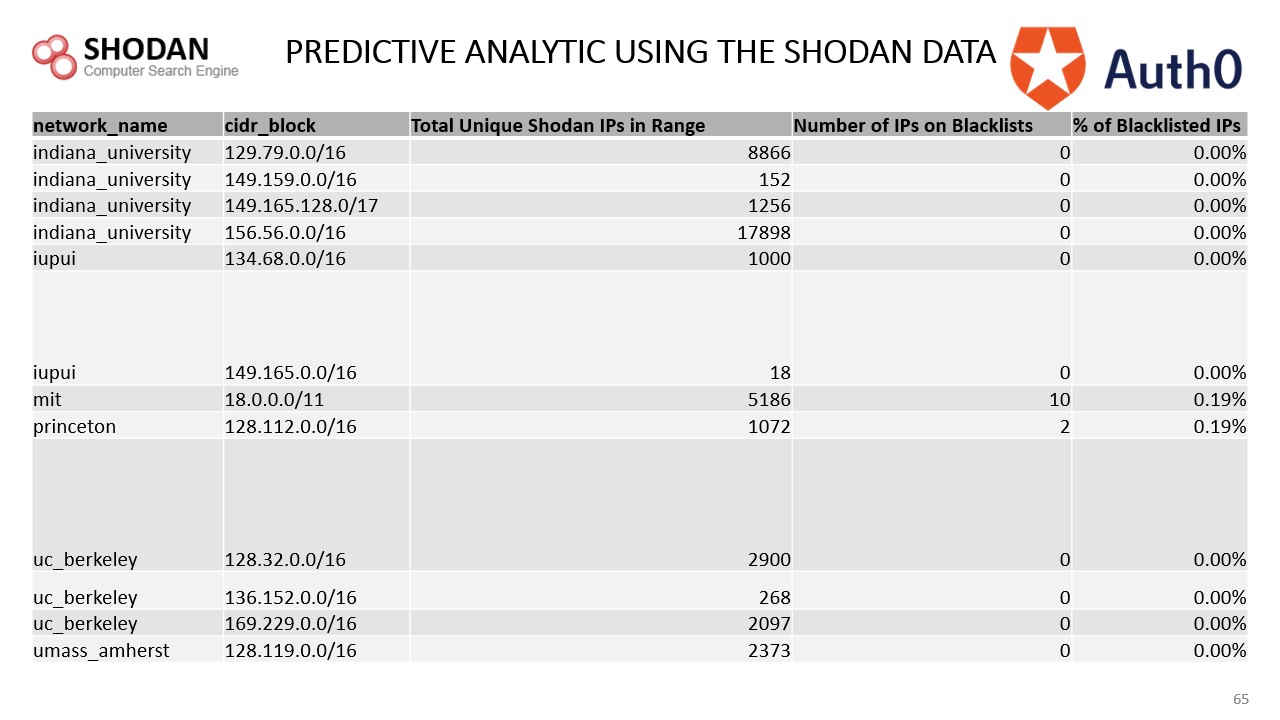 SHODAN
Computer Search Engine
PREDICTIVE ANALYTIC USING THE SHODAN DATA
Auth0
network_name cidr_block Total Unique Shodan IPs in Range Number of IPs on Blacklists % of Blacklisted IPs
indiana_university 129.79.0.0/16 8866 0 0.00%
indiana_university 149.159.0.0/16 152 0 0.00%
indiana_university 149.165.128.0/17 1256 0 0.00%
indiana_university 156.56.0.0/16 17898 0 0.00%
iupui 134.68.0.0/16 1000 0 0.00%
iupui 149.165.0.0/16 18 0 0.00%
mit 18.0.0.0/11 5186 10 0.19%
princeton 128.112.0.0/16 1072 2 0.19%
uc_berkeley 128.32.0.0/16 2900 0 0.00%
uc_berkeley 136.152.0.0/16 268 0 0.00%
uc_berkeley 169.229.0.0/16 2097 0 0.00%
umass_amherst 128.119.0.0/16 2373 0 0.00%
65